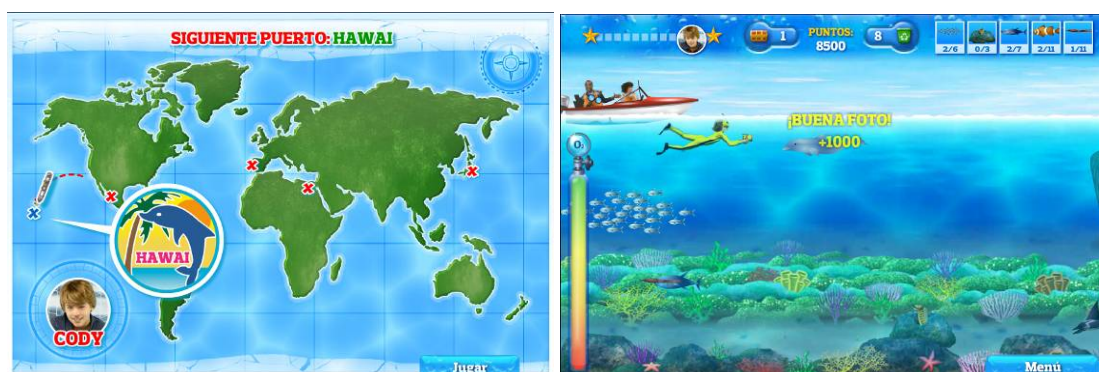 SIGUIENTE PUERTO: HAWAI
HAWAI
CODY
Jugar
1
PUNTOS:
8500
8
2/6
0/3
2/7
2/11
1/11
¡BUENA FOTO!
+1000
O₂
Menú